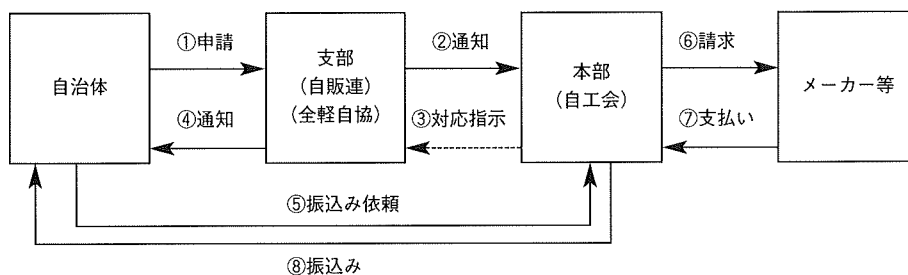 ①申請
②通知
⑥請求
自治体
支部
(自販連)
(全軽自協)
本部
(自工会)
メーカー等
④通知
③対応指示
⑦支払い
⑤振込み依頼
⑧振込み